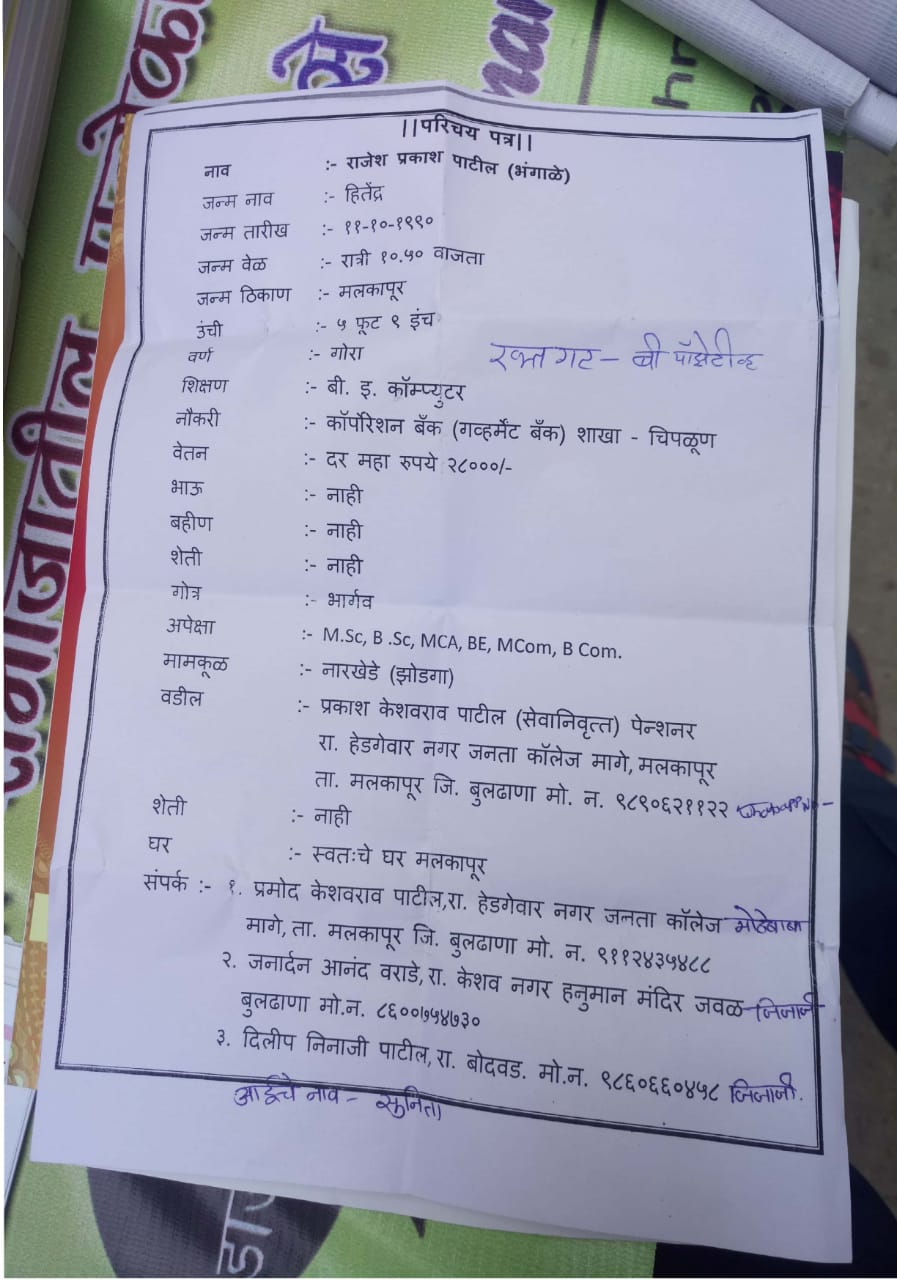 ||परिचय पत्र||
नाव :- राजेश प्रकाश पाटील (भंगाळे)
जन्म नाव :- हितेंद्र
जन्म तारीख :- ११-१०-१९९०
जन्म वेळ :- रात्री १०.५० वाजता
जन्म ठिकाण :- मलकापूर
उंची :- ५ फूट ९ इंच
वर्ण :- गोरा
रक्त गट – बी पॉझेटीव्ह
शिक्षण :- बी. इ. कॉम्प्युटर
नौकरी :- कॉर्पोरेशन बँक (गव्हर्मेंट बँक) शाखा - चिपळूण
वेतन :- दर महा रुपये २८०००/-
भाऊ :- नाही
बहीण :- नाही
शेती :- नाही
गोत्र :- भार्गव
अपेक्षा :- M.Sc, B .Sc, MCA, BE, MCom, B Com.
मामकूळ :- नारखेडे (झोडगा)
वडील :- प्रकाश केशवराव पाटील (सेवानिवृत्त) पेन्शनर
रा. हेडगेवार नगर जनता कॉलेज मागे, मलकापूर
ता. मलकापूर जि. बुलढाणा मो. न. ९८९०६२११२२
शेती :- नाही
घर :- स्वतःचे घर मलकापूर
संपर्क :- १. प्रमोद केशवराव पाटील,रा. हेडगेवार नगर जनता कॉलेज मोठेबाबा
मागे, ता. मलकापूर जि. बुलढाणा मो. न. ९११२४३५४८८
२. जनार्दन आनंद वराडे, रा. केशव नगर हनुमान मंदिर जवळ जिजाजी
बुलढाणा मो.न. ८६००७५४७३०
३. दिलीप निनाजी पाटील, रा. बोदवड. मो.न. ९८६०६६०४५८ जिजाजी.
आईचे नाव – सुनिता